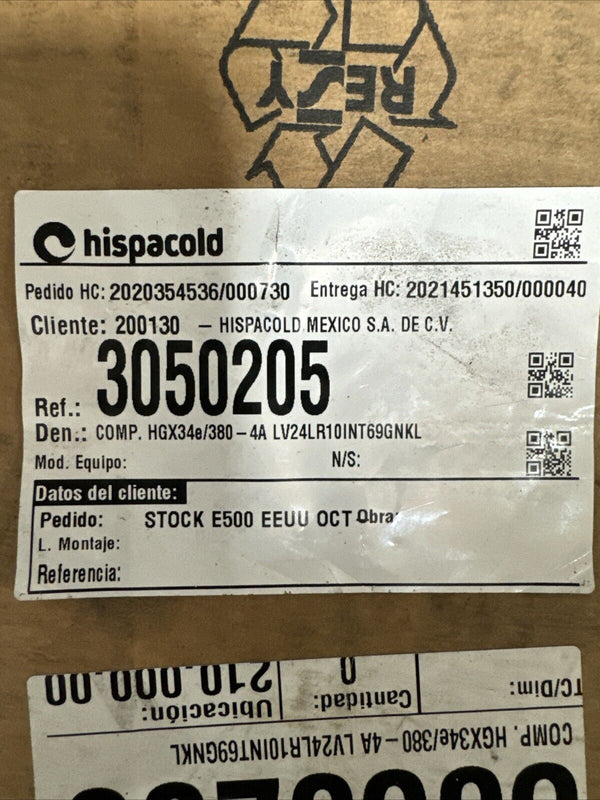 RESY
hispacold
Pedido HC: 2020354536/000730 Entrega HC: 2021451350/000040
Cliente: 200130 — HISPACOLD MEXICO S.A. DE C.V.
Ref.: 3050205
Den.: COMP. HGX34e/380-4A LV24LR10INT69GNKL
Mod. Equipo: N/S:
Datos del cliente:
Pedido: STOCK E500 EEUU OCT Obra:
L. Montaje:
Referencia:
COMP. HGX34e/380-4A LV24LR10INT69GNKL
TC/Dim: Cantidad: Ubicación:
0 210.000.00